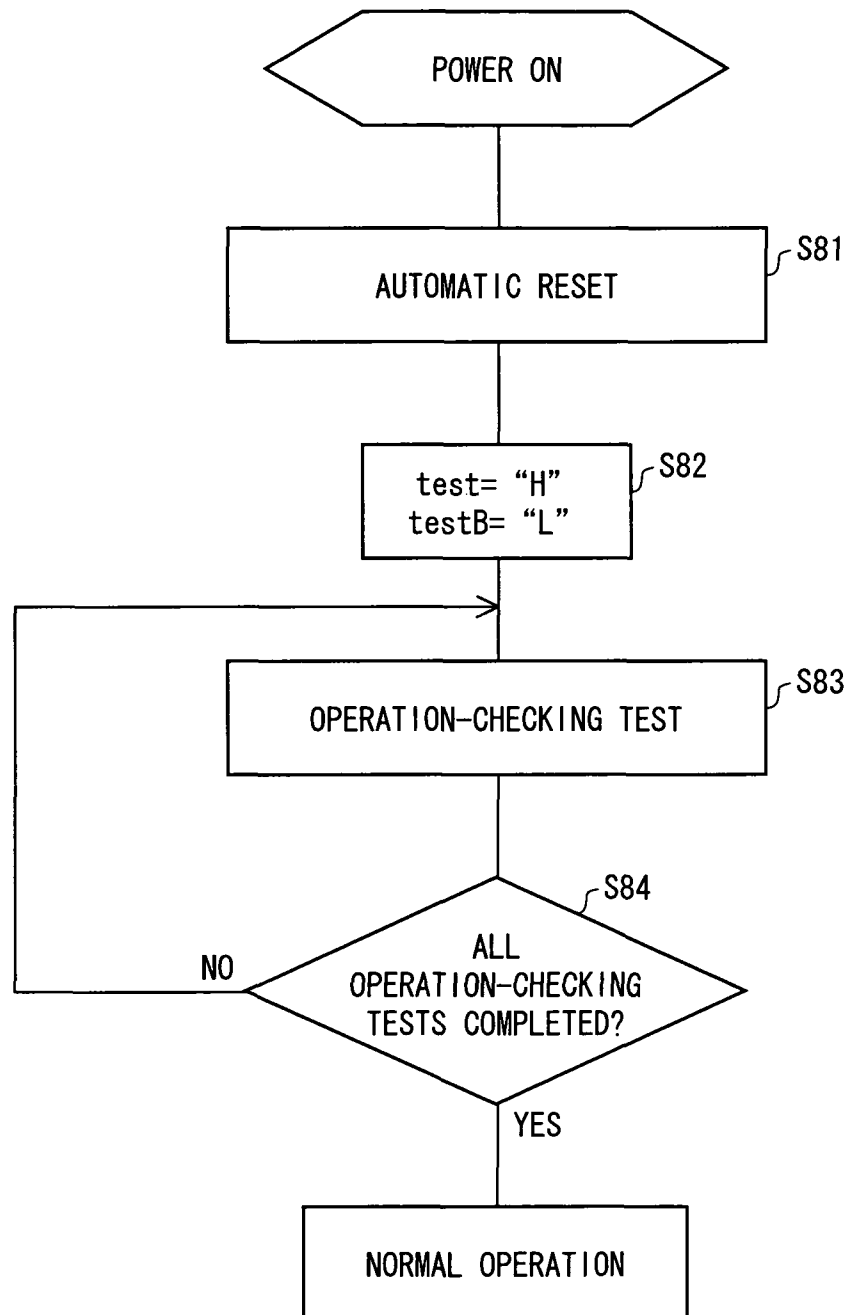 POWER ON
S81
AUTOMATIC RESET
S82
test= “H”
testB= “L”
S83
OPERATION-CHECKING TEST
S84
ALL
OPERATION-CHECKING
TESTS COMPLETED?
NO
YES
NORMAL OPERATION